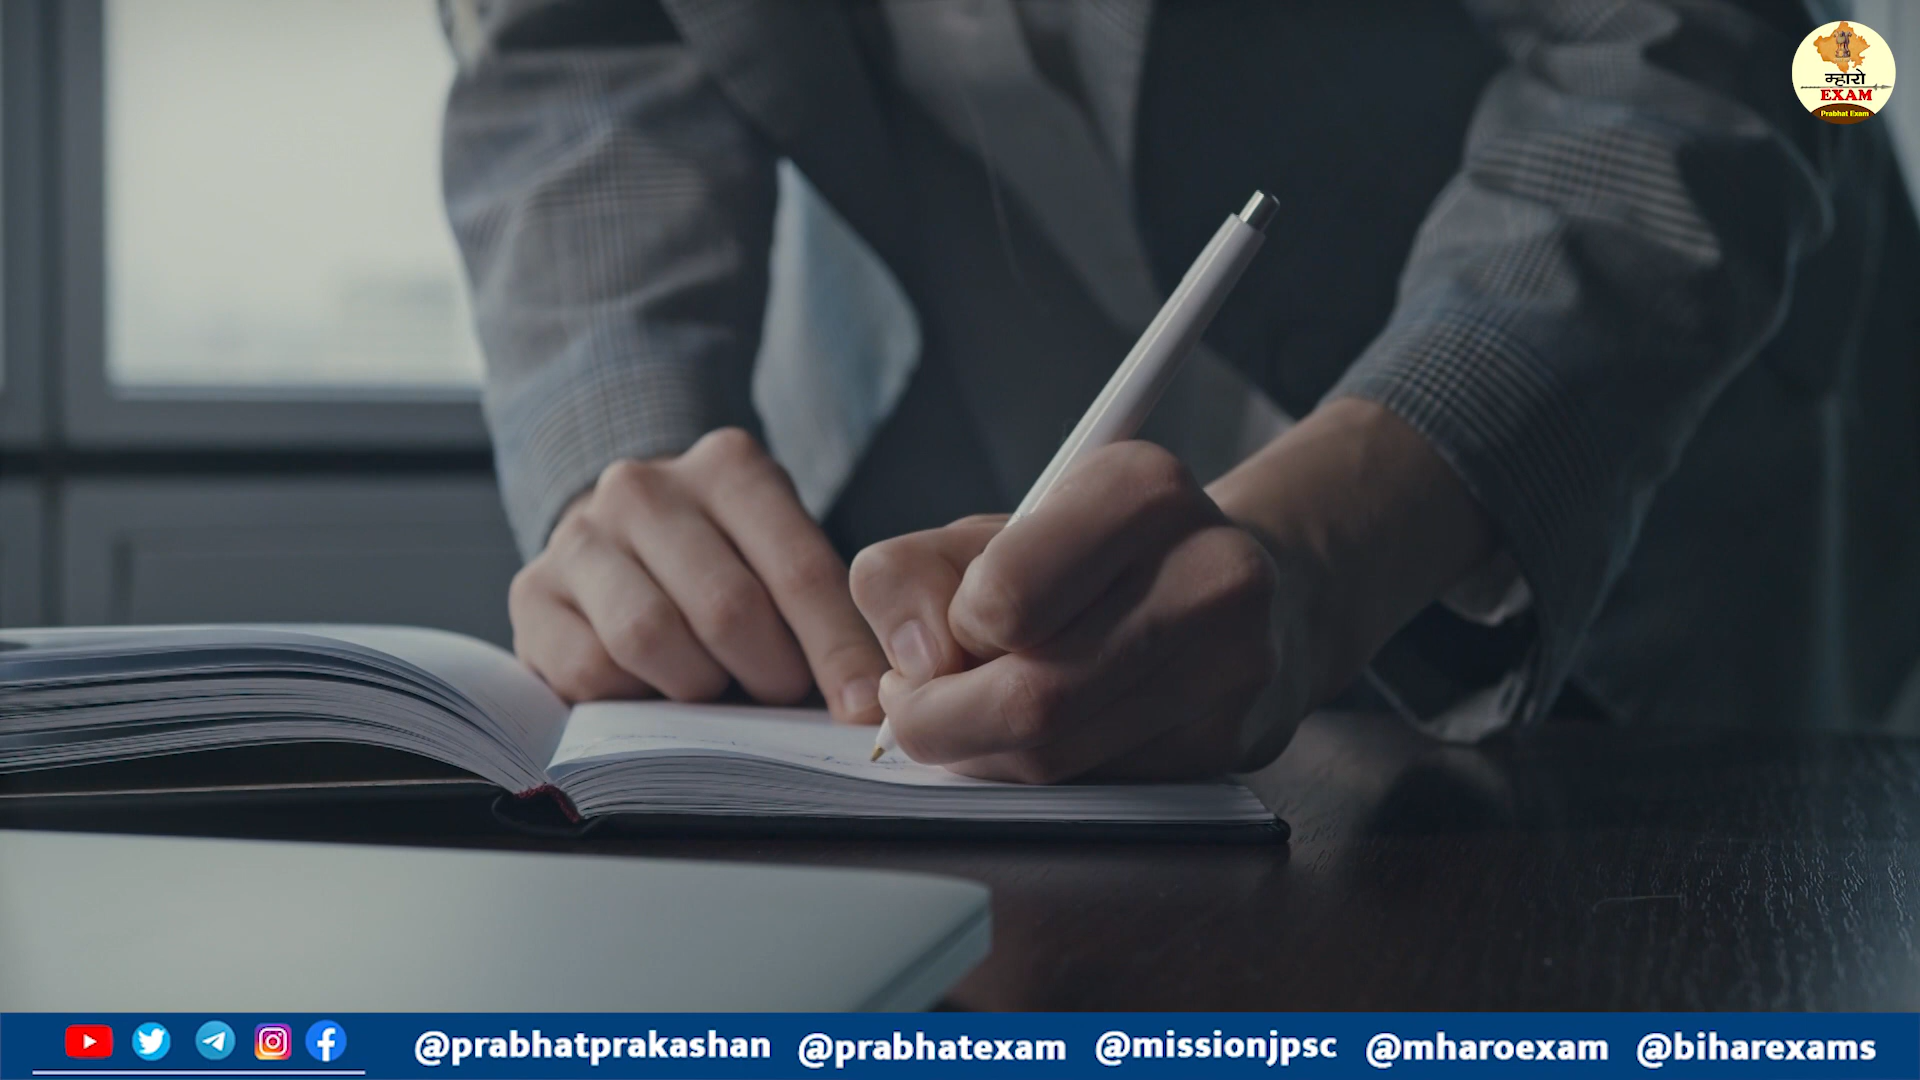 म्हारो
EXAM
Prabhat Exam
@prabhatprakashan @prabhatexam @missionjpsc @mharoexam @biharexams